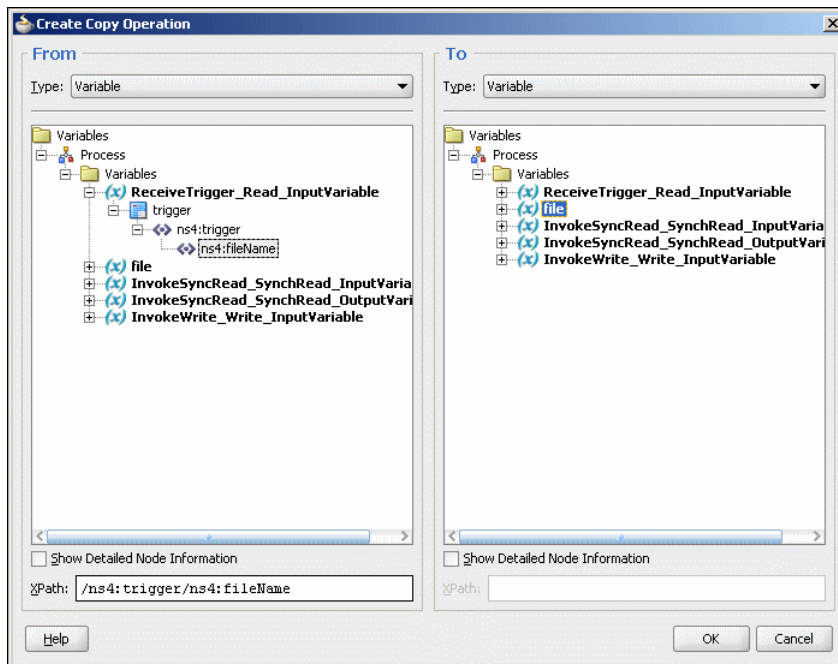 Create Copy Operation
From
Type: Variable
Variables
Process
Variables
ReceiveTrigger_Read_InputVariable
trigger
ns4:trigger
ns4:fileName
file
InvokeSyncRead_SynchRead_InputVaria
InvokeSyncRead_SynchRead_OutputVari
InvokeWrite_Write_InputVariable
Show Detailed Node Information
XPath: /ns4:trigger/ns4:fileName
To
Type: Variable
Variables
Process
Variables
ReceiveTrigger_Read_InputVariable
file
InvokeSyncRead_SynchRead_InputVaria
InvokeSyncRead_SynchRead_OutputVari
InvokeWrite_Write_InputVariable
Show Detailed Node Information
XPath:
Help
OK
Cancel